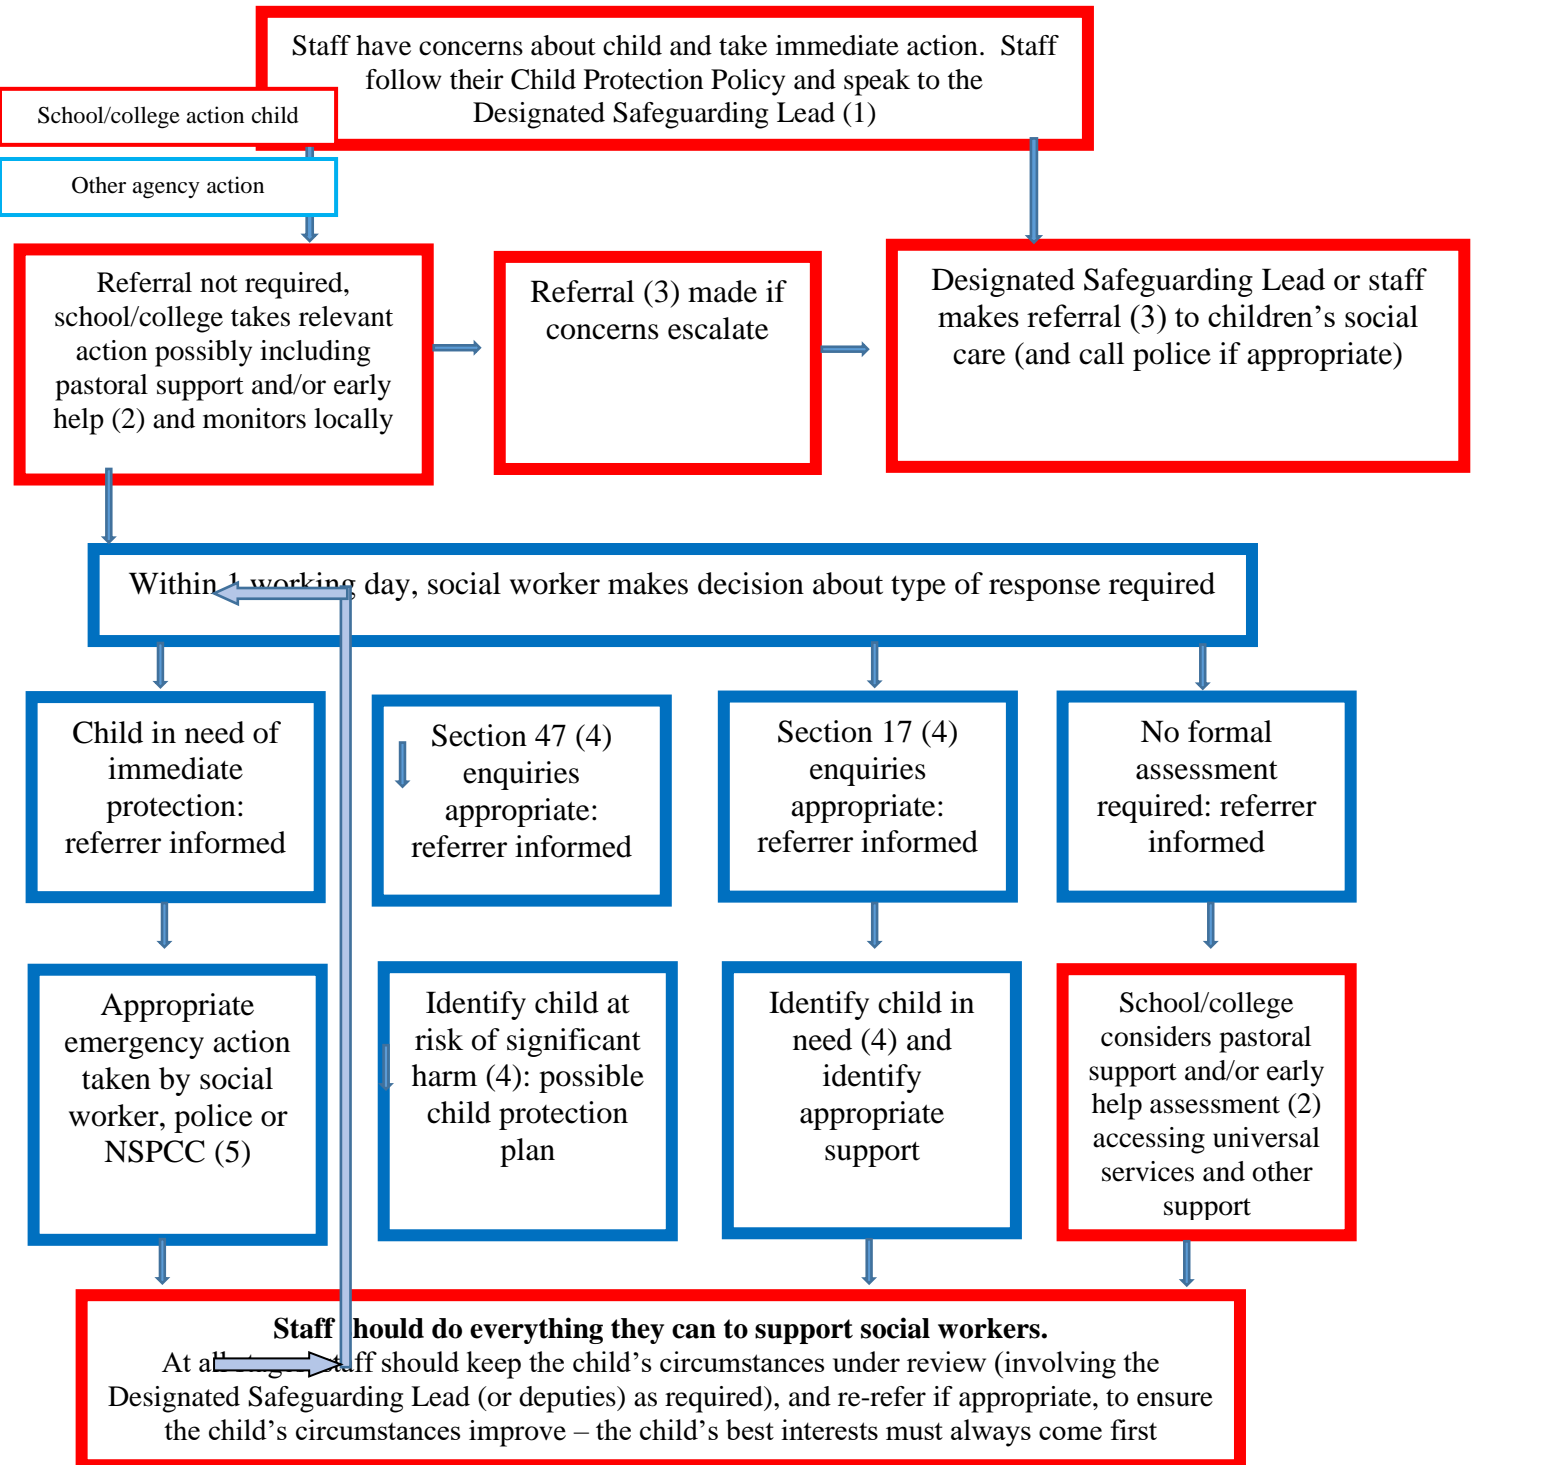 Staff have concerns about child and take immediate action.  Staff
follow their Child Protection Policy and speak to the
Designated Safeguarding Lead (1)
School/college action child
Other agency action
Referral not required,
school/college takes relevant
action possibly including
pastoral support and/or early
help (2) and monitors locally
Referral (3) made if
concerns escalate
Designated Safeguarding Lead or staff
makes referral (3) to children’s social
care (and call police if appropriate)
Within 1 working day, social worker makes decision about type of response required
Child in need of
immediate
protection:
referrer informed
Section 47 (4)
enquiries
appropriate:
referrer informed
Section 17 (4)
enquiries
appropriate:
referrer informed
No formal
assessment
required: referrer
informed
Appropriate
emergency action
taken by social
worker, police or
NSPCC (5)
Identify child at
risk of significant
harm (4): possible
child protection
plan
Identify child in
need (4) and
identify
appropriate
support
School/college
considers pastoral
support and/or early
help assessment (2)
accessing universal
services and other
support
Staff should do everything they can to support social workers.
At all stages staff should keep the child’s circumstances under review (involving the
Designated Safeguarding Lead (or deputies) as required), and re-refer if appropriate, to ensure
the child’s circumstances improve – the child’s best interests must always come first